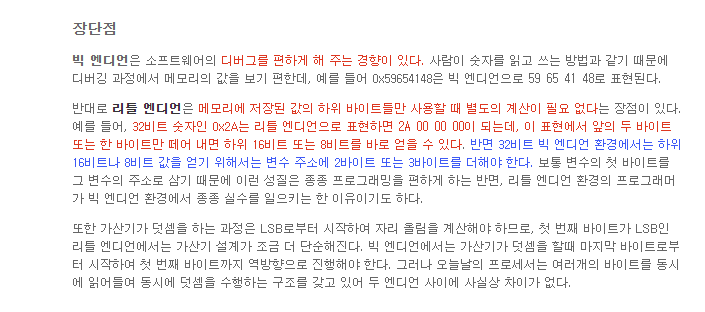 장단점
빅 엔디언은 소프트웨어의 디버그를 편하게 해 주는 경향이 있다. 사람이 숫자를 읽고 쓰는 방법과 같기 때문에
디버깅 과정에서 메모리의 값을 보기 편한데, 예를 들어 0x59654148은 빅 엔디언으로 59 65 41 48로 표현된다.
반대로 리틀 엔디언은 메모리에 저장된 값의 하위 바이트들만 사용할 때 별도의 계산이 필요 없다는 장점이 있다.
예를 들어, 32비트 숫자인 0x2A는 리틀 엔디언으로 표현하면 2A 00 00 00이 되는데, 이 표현에서 앞의 두 바이트
또는 한 바이트만 떼어 내면 하위 16비트 또는 8비트를 바로 얻을 수 있다. 반면 32비트 빅 엔디언 환경에서는 하위
16비트나 8비트 값을 얻기 위해서는 변수 주소에 2바이트 또는 3바이트를 더해야 한다. 보통 변수의 첫 바이트를
그 변수의 주소로 삼기 때문에 이런 성질은 종종 프로그래밍을 편하게 하는 반면, 리틀 엔디언 환경의 프로그래머
가 빅 엔디언 환경에서 종종 실수를 일으키는 한 이유이기도 하다.
또한 가산기가 덧셈을 하는 과정은 LSB로부터 시작하여 자리 올림을 계산해야 하므로, 첫 번째 바이트가 LSB인
리틀 엔디언에서는 가산기 설계가 조금 더 단순해진다. 빅 엔디언에서는 가산기가 덧셈을 할때 마지막 바이트로부
터 시작하여 첫 번째 바이트까지 역방향으로 진행해야 한다. 그러나 오늘날의 프로세서는 여러개의 바이트를 동시
에 읽어들여 동시에 덧셈을 수행하는 구조를 갖고 있어 두 엔디언 사이에 사실상 차이가 없다.